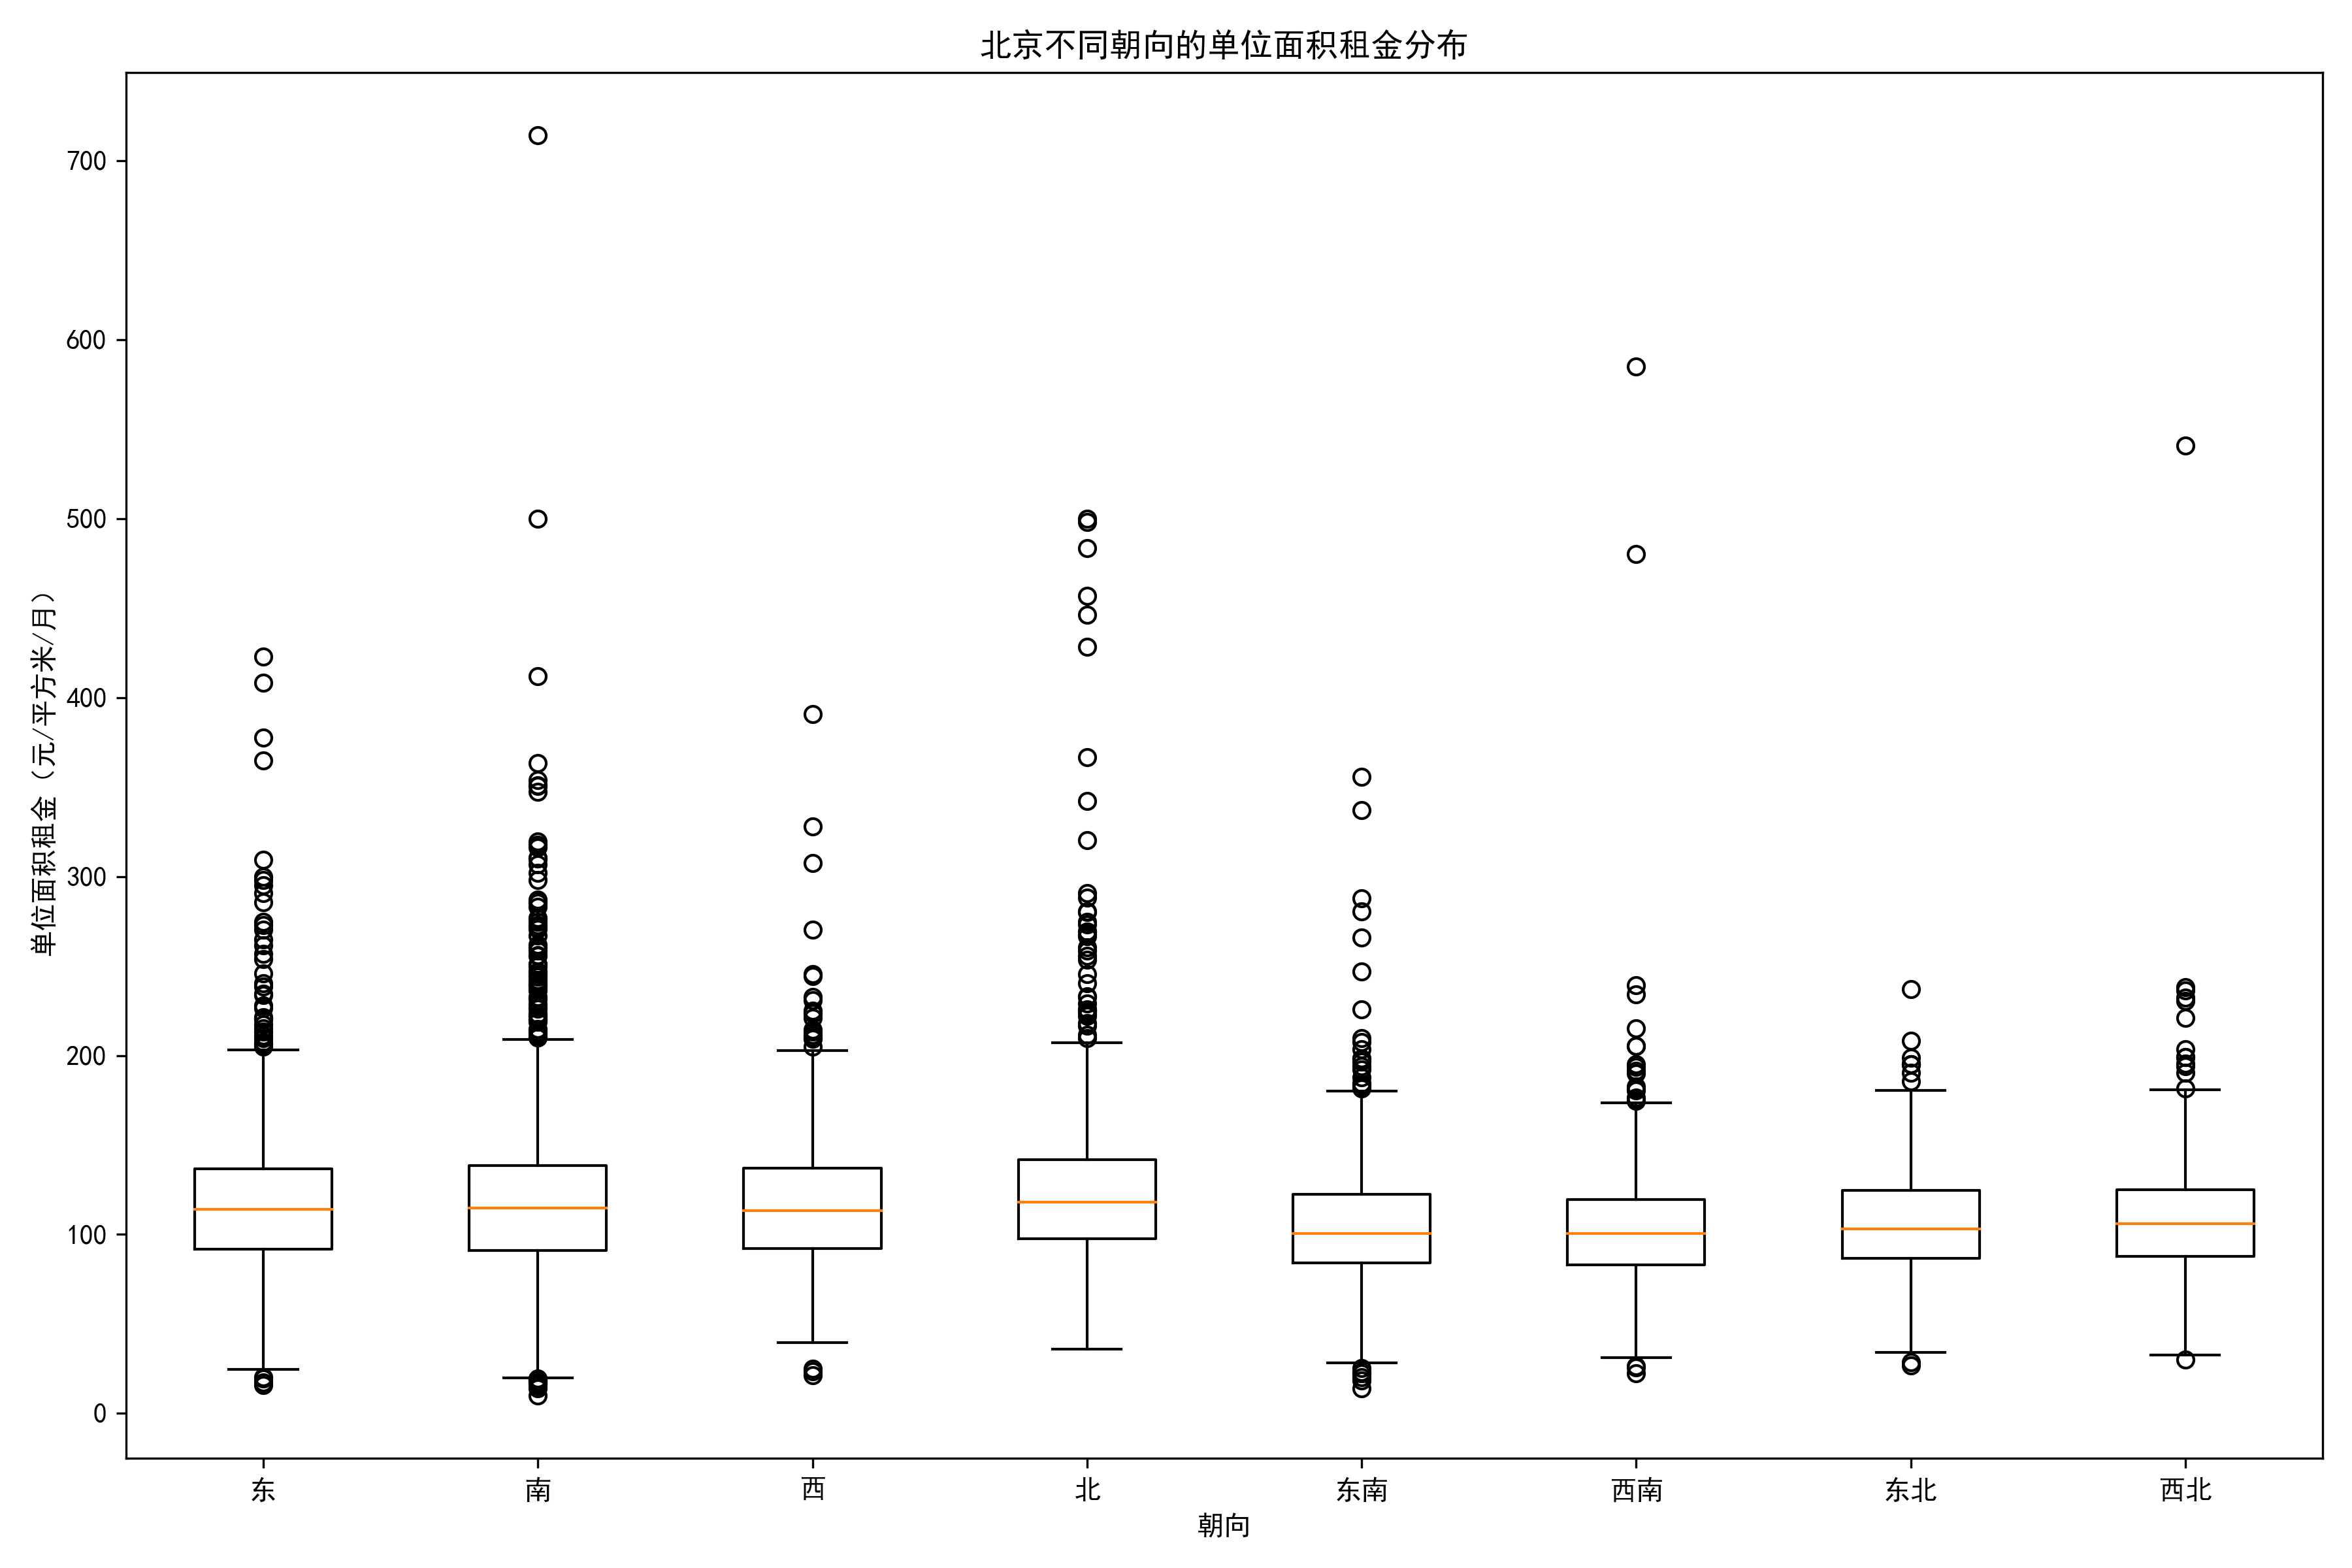 北京不同朝向的单位面积租金分布
单位面积租金（元/平方米/月）
700
600
500
400
300
200
100
0
东
南
西
北
东南
西南
东北
西北
朝向